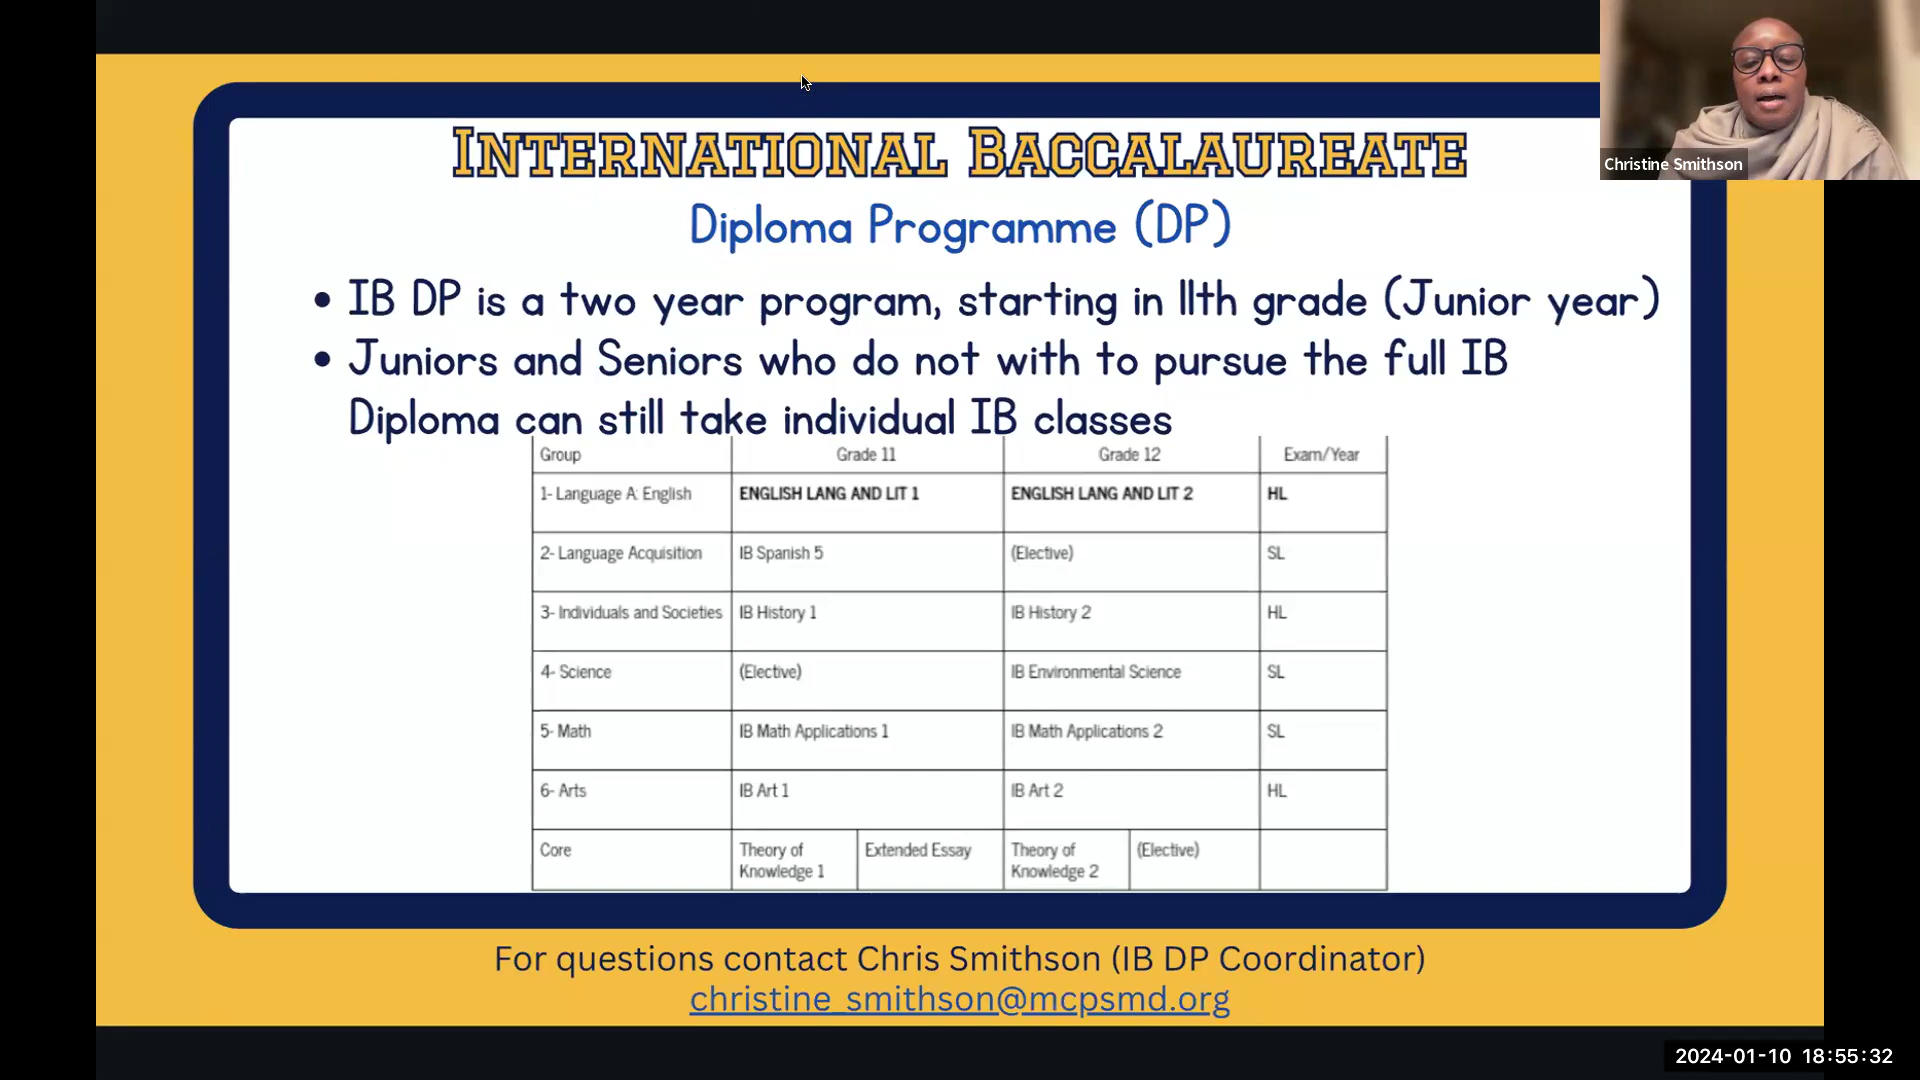 INTERNATIONAL BACCALAUREATE
Christine Smithson
Diploma Programme (DP)
• IB DP is a two year program, starting in 11th grade (Junior year)
• Juniors and Seniors who do not with to pursue the full IB
Diploma can still take individual IB classes
Group Grade 11 Grade 12 Exam/Year
1- Language A: English ENGLISH LANG AND LIT 1 ENGLISH LANG AND LIT 2 HL
2- Language Acquisition IB Spanish 5 (Elective) SL
3- Individuals and Societies IB History 1 IB History 2 HL
4- Science (Elective) IB Environmental Science SL
5- Math IB Math Applications 1 IB Math Applications 2 SL
6- Arts IB Art 1 IB Art 2 HL
Core Theory of Extended Essay Theory of (Elective)
Knowledge 1 Knowledge 2
For questions contact Chris Smithson (IB DP Coordinator)
christine_smithson@mcpsmd.org
2024-01-10 18:55:32